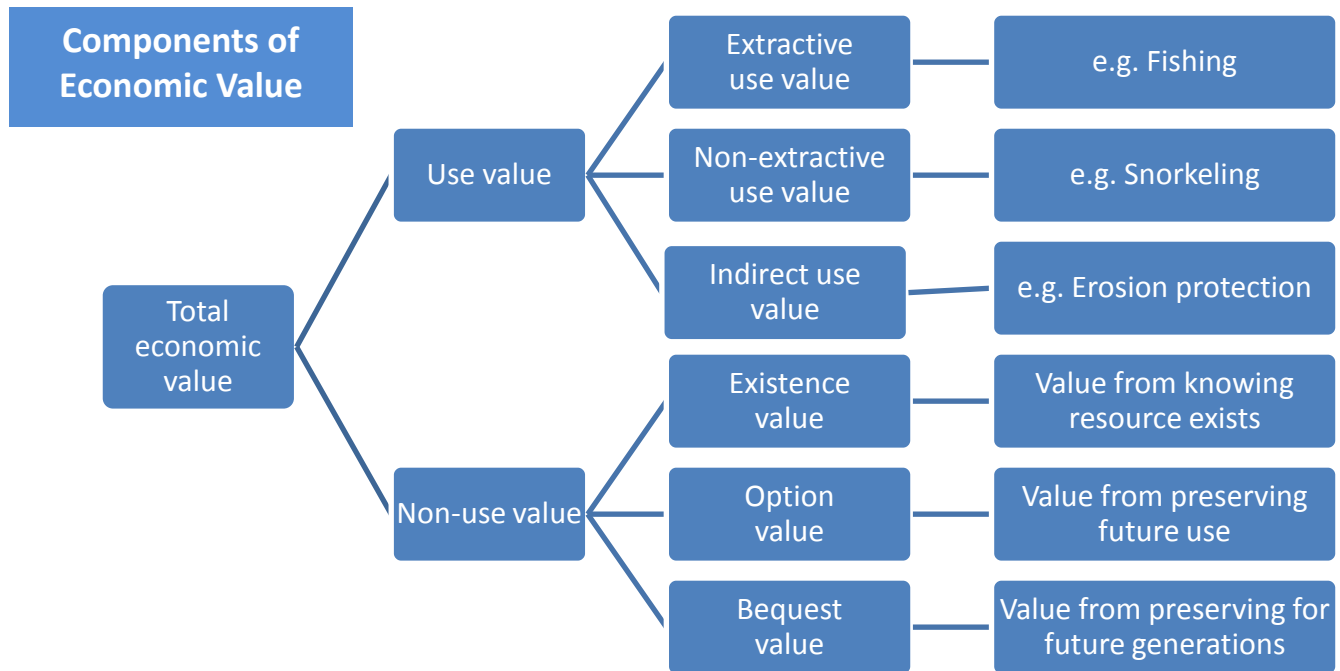 Components of
Economic Value
Total
economic
value
Use value
Extractive
use value
e.g. Fishing
Non-extractive
use value
e.g. Snorkeling
Indirect use
value
e.g. Erosion protection
Non-use value
Existence
value
Value from knowing
resource exists
Option
value
Value from preserving
future use
Bequest
value
Value from preserving for
future generations